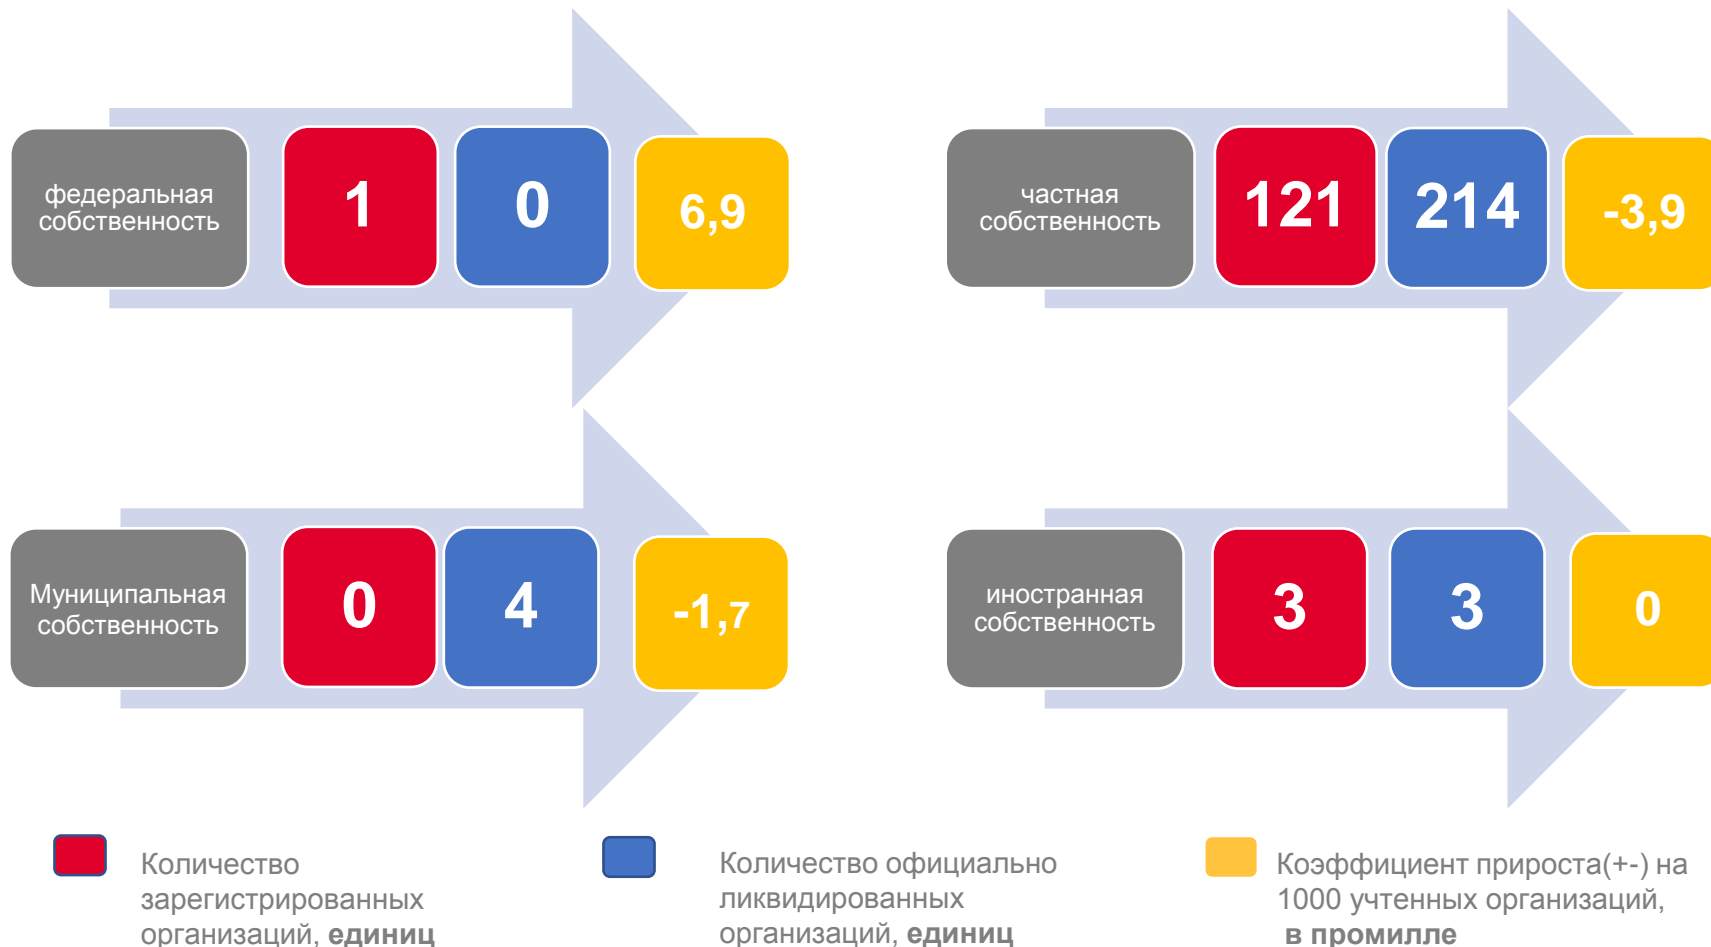 федеральная
собственность
1
0
6,9
частная
собственность
121
214
-3,9
Муниципальная
собственность
0
4
-1,7
иностранная
собственность
3
3
0
Количество
зарегистрированных
организаций, единиц
Количество официально
ликвидированных
организаций, единиц
Коэффициент прироста(+-) на
1000 учтенных организаций,
в промилле